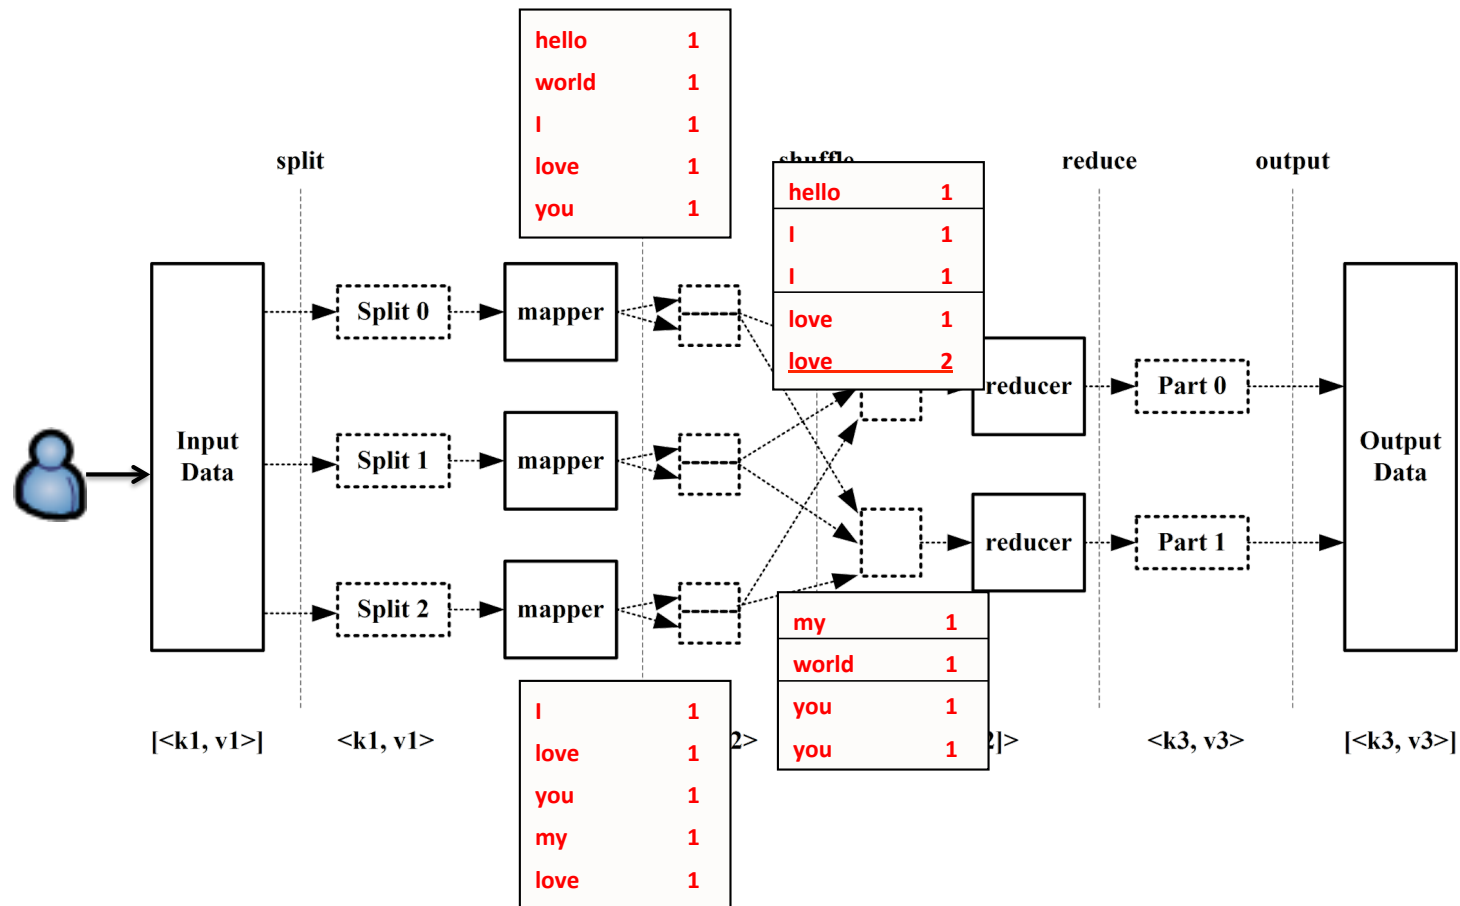 hello 1
world 1
I 1
love 1
you 1
split
shuffle
reduce
output
hello 1
I 1
I 1
love 1
love 2
Split 0
mapper
reducer
Part 0
Input
Data
Split 1
mapper
Output
Data
reducer
Part 1
Split 2
mapper
my 1
world 1
you 1
you 1
I 1
love 1
you 1
my 1
love 1
[<k1, v1>]
<k1, v1>
2>
2]>
<k3, v3>
[<k3, v3>]